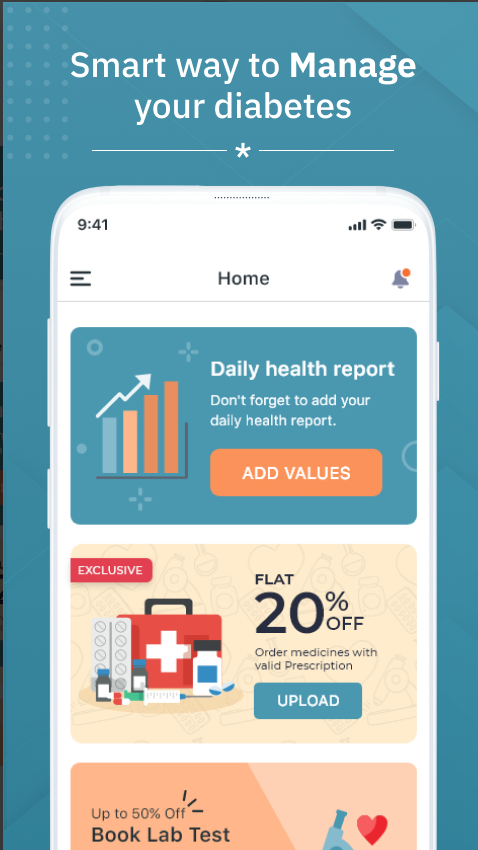 Smart way to Manage
your diabetes
*
9:41
Home
Daily health report
Don't forget to add your
daily health report.
ADD VALUES
EXCLUSIVE
FLAT
20%
OFF
Order medicines with
valid Prescription
UPLOAD
Up to 50% Off
Book Lab Test